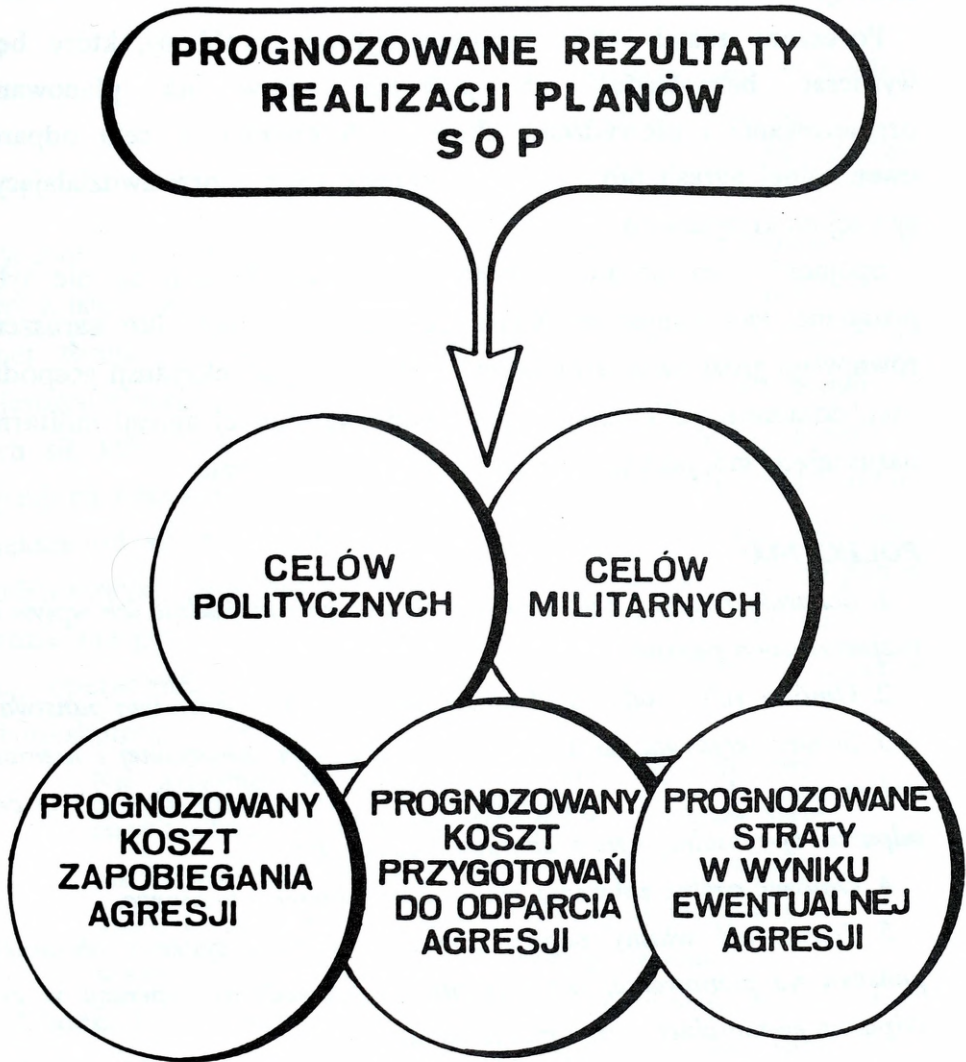 PROGNOZOWANE REZULTATY
REALIZACJI PLANÓW
SOP
CELÓW
POLITYCZNYCH
CELÓW
MILITARNYCH
PROGNOZOWANY
KOSZT
ZAPOBIEGANIA
AGRESJI
PROGNOZOWANY
KOSZT
PRZYGOTOWAŃ
DO ODPARCIA
AGRESJI
PROGNOZOWANE
STRATY
W WYNIKU
EWENTUALNEJ
AGRESJI